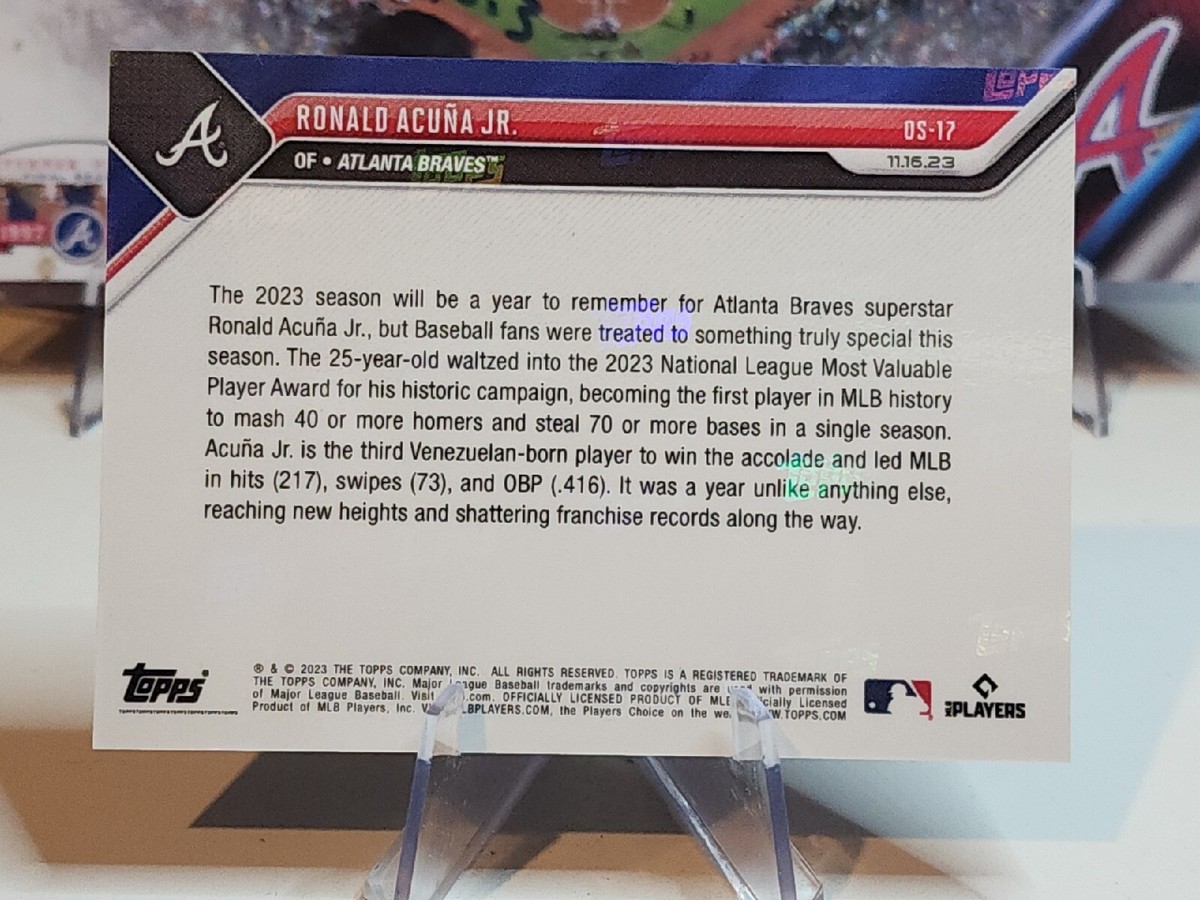 RONALD ACUÑA JR.
OS-17
OF • ATLANTA BRAVES™
11.16.23
The 2023 season will be a year to remember for Atlanta Braves superstar
Ronald Acuña Jr., but Baseball fans were treated to something truly special this
season. The 25-year-old waltzed into the 2023 National League Most Valuable
Player Award for his historic campaign, becoming the first player in MLB history
to mash 40 or more homers and steal 70 or more bases in a single season.
Acuña Jr. is the third Venezuelan-born player to win the accolade and led MLB
in hits (217), swipes (73), and OBP (.416). It was a year unlike anything else,
reaching new heights and shattering franchise records along the way.
Topps®
® & © 2023 THE TOPPS COMPANY, INC. ALL RIGHTS RESERVED. TOPPS IS A REGISTERED TRADEMARK OF
THE TOPPS COMPANY, INC. Major League Baseball trademarks and copyrights are used with permission
of Major League Baseball. Visit .com. OFFICIALLY LICENSED PRODUCT OF Licensed
Product of MLB Players, Inc. the Players Choice on the .TOPPS.COM
PLAYERS
1997